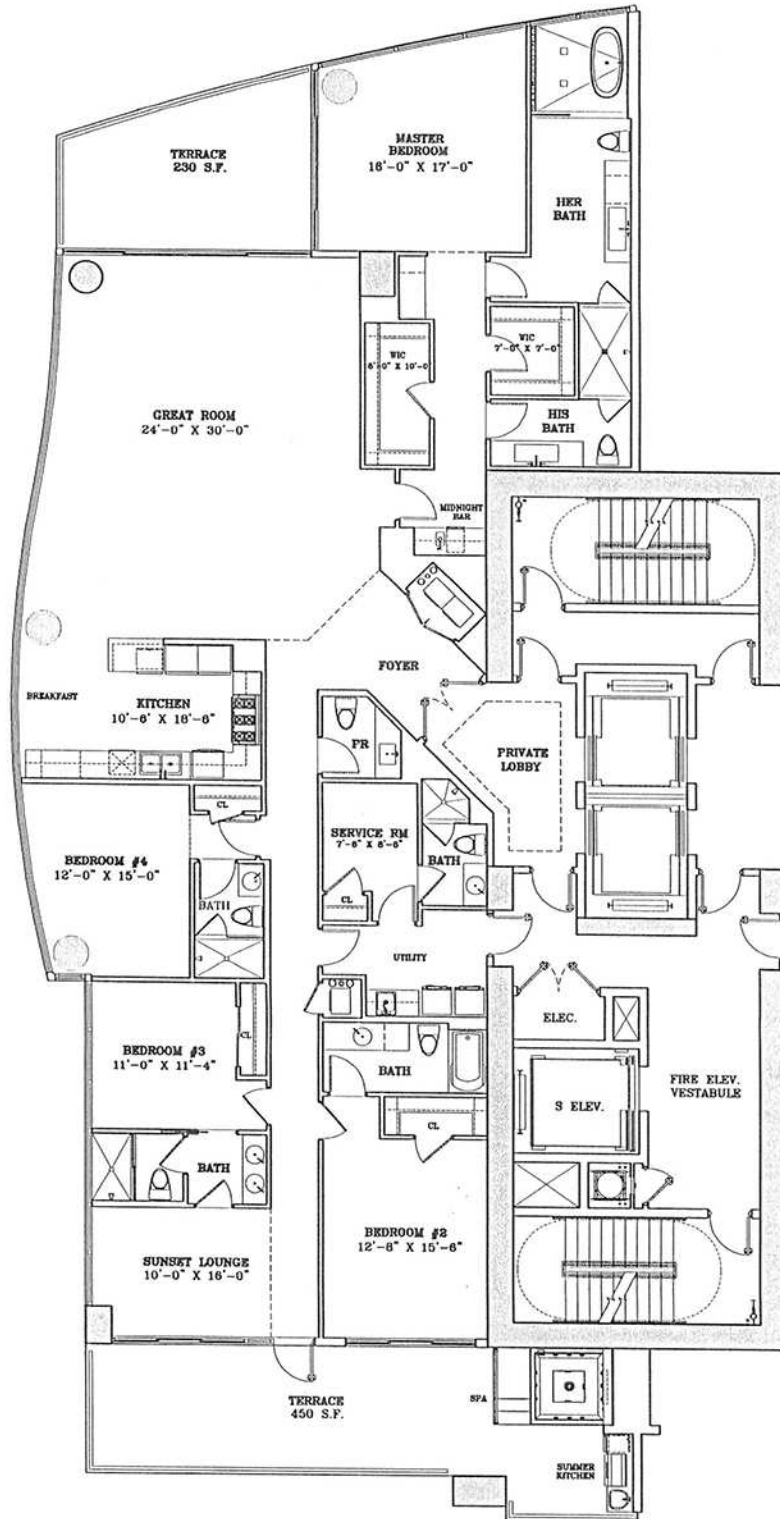 MASTER
BEDROOM
16'-0" X 17'-0"
TERRACE
230 S.F.
HER
BATH
WIC
7'-0" X 7'-0"
WIC
6'-0" X 10'-0
GREAT ROOM
24'-0" X 30'-0"
HIS
BATH
MIDNIGHT
BAR
FOYER
BREAKFAST
KITCHEN
10'-6" X 18'-6"
PR
PRIVATE
LOBBY
CL
SERVICE RM
7'-6" X 8'-6"
BEDROOM #4
12'-0" X 15'-0"
BATH
BATH
CL
UTILITY
ELEC.
CL
BEDROOM #3
11'-0" X 11'-4"
BATH
FIRE ELEV.
VESTABULE
S ELEV.
CL
BATH
BEDROOM #2
12'-8" X 15'-6"
SUNSET LOUNGE
10'-0" X 16'-0"
TERRACE
450 S.F.
SPA
SUMMER
KITCHEN